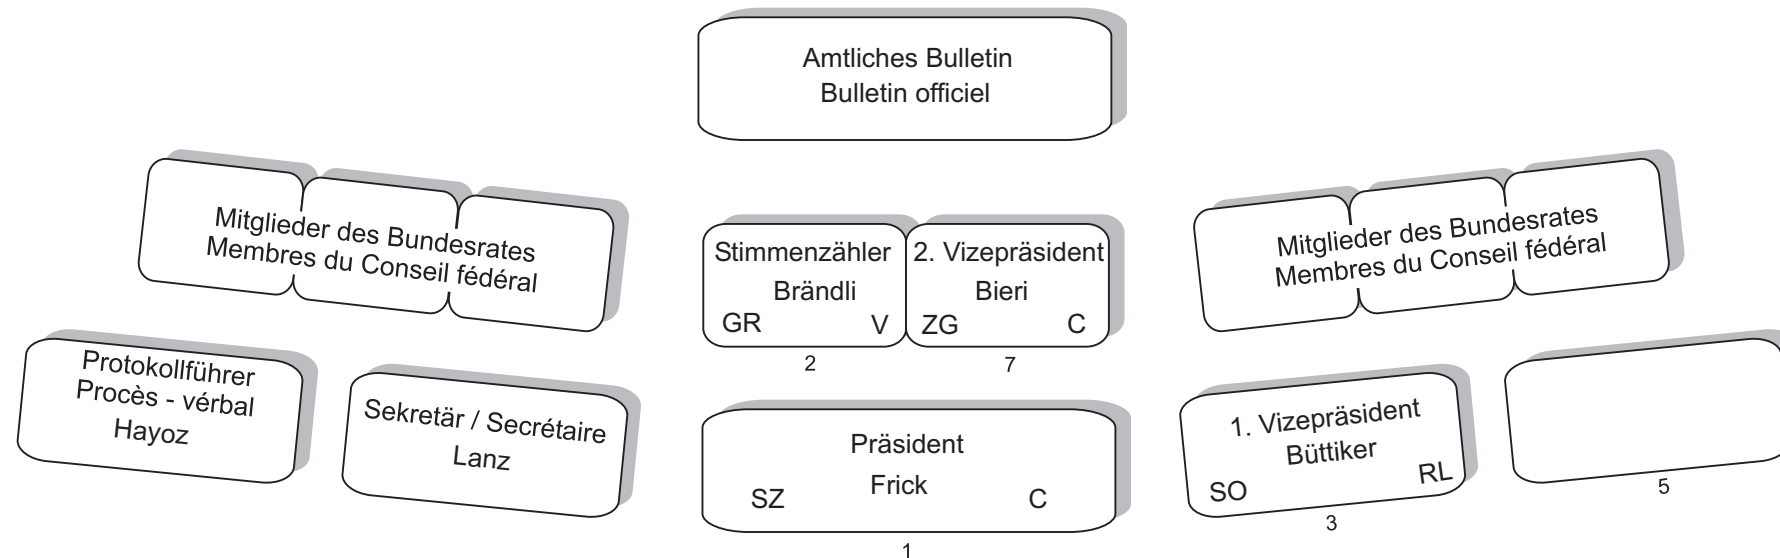 Amtliches Bulletin
Bulletin officiel
Mitglieder des Bundesrates
Membres du Conseil fédéral
Stimmenzähler
Brändli
GR V
2
2. Vizepräsident
Bieri
ZG C
7
Mitglieder des Bundesrates
Membres du Conseil fédéral
Protokollführer
Procès - vérbal
Hayoz
Sekretär / Secrétaire
Lanz
Präsident
Frick
SZ C
1
1. Vizepräsident
Büttiker
SO RL
3
5